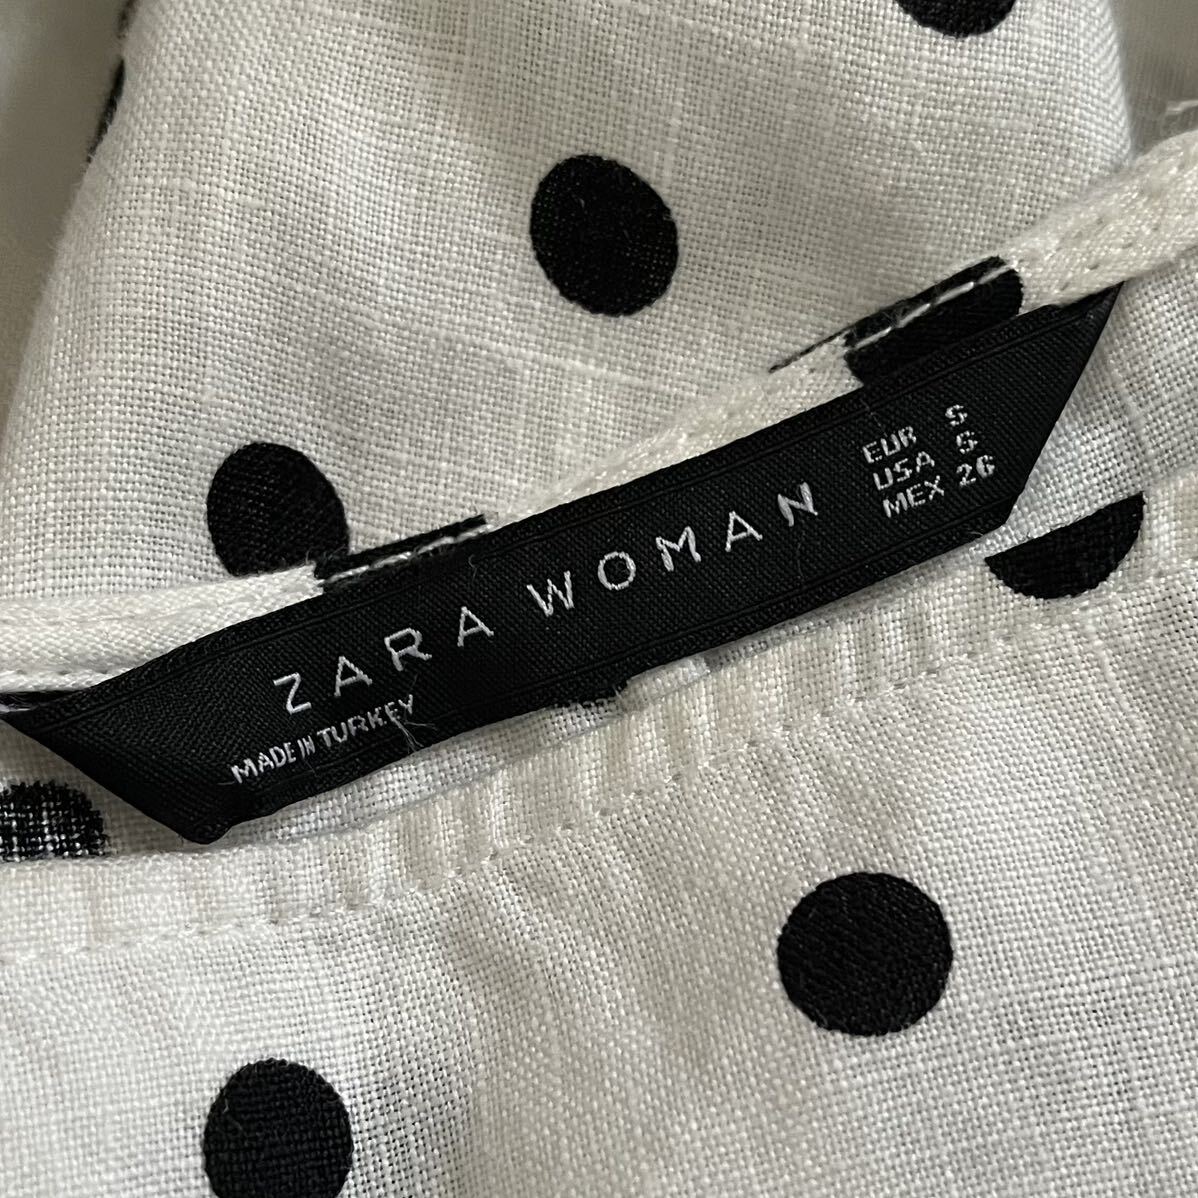 ZARA WOMAN
MADE IN TURKEY
EUR S
USA S
MEX 26